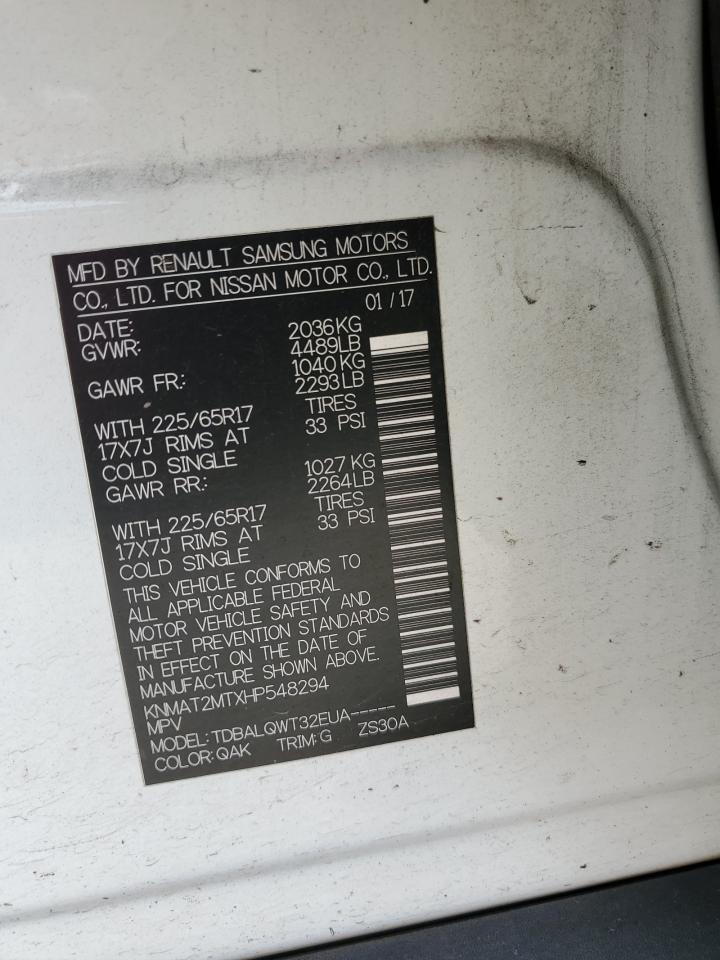 MFD BY RENAULT SAMSUNG MOTORS
CO., LTD. FOR NISSAN MOTOR CO., LTD.
DATE: 01 / 17
GVWR: 2036KG
4489LB
GAWR FR: 1040 KG
2293LB
WITH 225/65R17 TIRES
17X7J RIMS AT 33 PSI
COLD SINGLE
GAWR RR: 1027 KG
2264LB
WITH 225/65R17 TIRES
17X7J RIMS AT 33 PSI
COLD SINGLE
THIS VEHICLE CONFORMS TO
ALL APPLICABLE FEDERAL
MOTOR VEHICLE SAFETY AND
THEFT PREVENTION STANDARDS
IN EFFECT ON THE DATE OF
MANUFACTURE SHOWN ABOVE.
KNMAT2MTXHP548294
MPV
MODEL: TDBALQWT32EUA-----
COLOR: QAK TRIM: G ZS30A